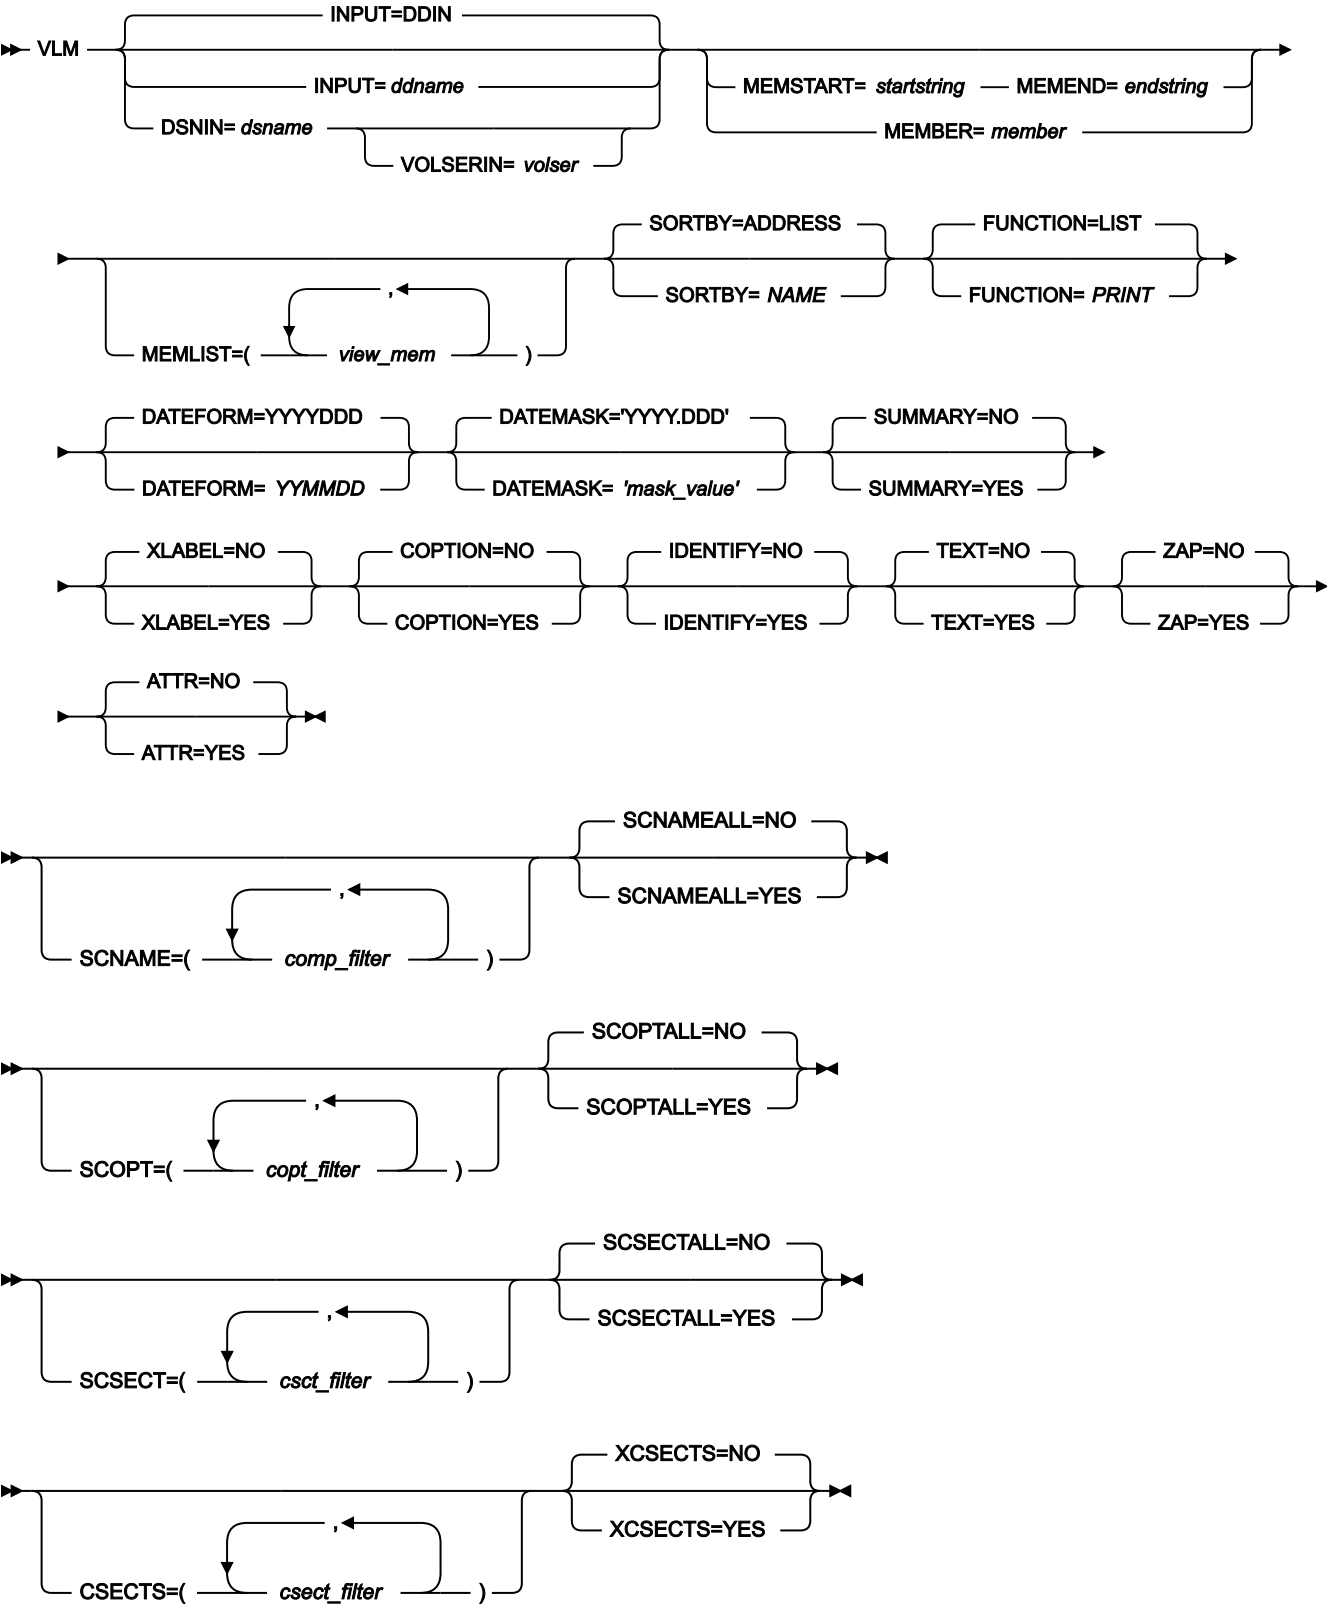 INPUT=DDIN
VLM
INPUT= ddname
MEMSTART= startstring MEMEND= endstring
DSNIN= dsname
MEMBER= member
VOLSERIN= volser
SORTBY=ADDRESS FUNCTION=LIST
SORTBY= NAME FUNCTION= PRINT
,
MEMLIST=( view_mem )
DATEFORM=YYYYDDD DATEMASK='YYYY.DDD' SUMMARY=NO
DATEFORM= YYMMDD DATEMASK= 'mask_value' SUMMARY=YES
XLABEL=NO COPTION=NO IDENTIFY=NO TEXT=NO ZAP=NO
XLABEL=YES COPTION=YES IDENTIFY=YES TEXT=YES ZAP=YES
ATTR=NO
ATTR=YES
SCNAMEALL=NO
SCNAMEALL=YES
,
SCNAME=( comp_filter )
SCOPTALL=NO
SCOPTALL=YES
,
SCOPT=( copt_filter )
SCSECTALL=NO
SCSECTALL=YES
,
SCSECT=( csct_filter )
XCSECTS=NO
XCSECTS=YES
,
CSECTS=( csect_filter )